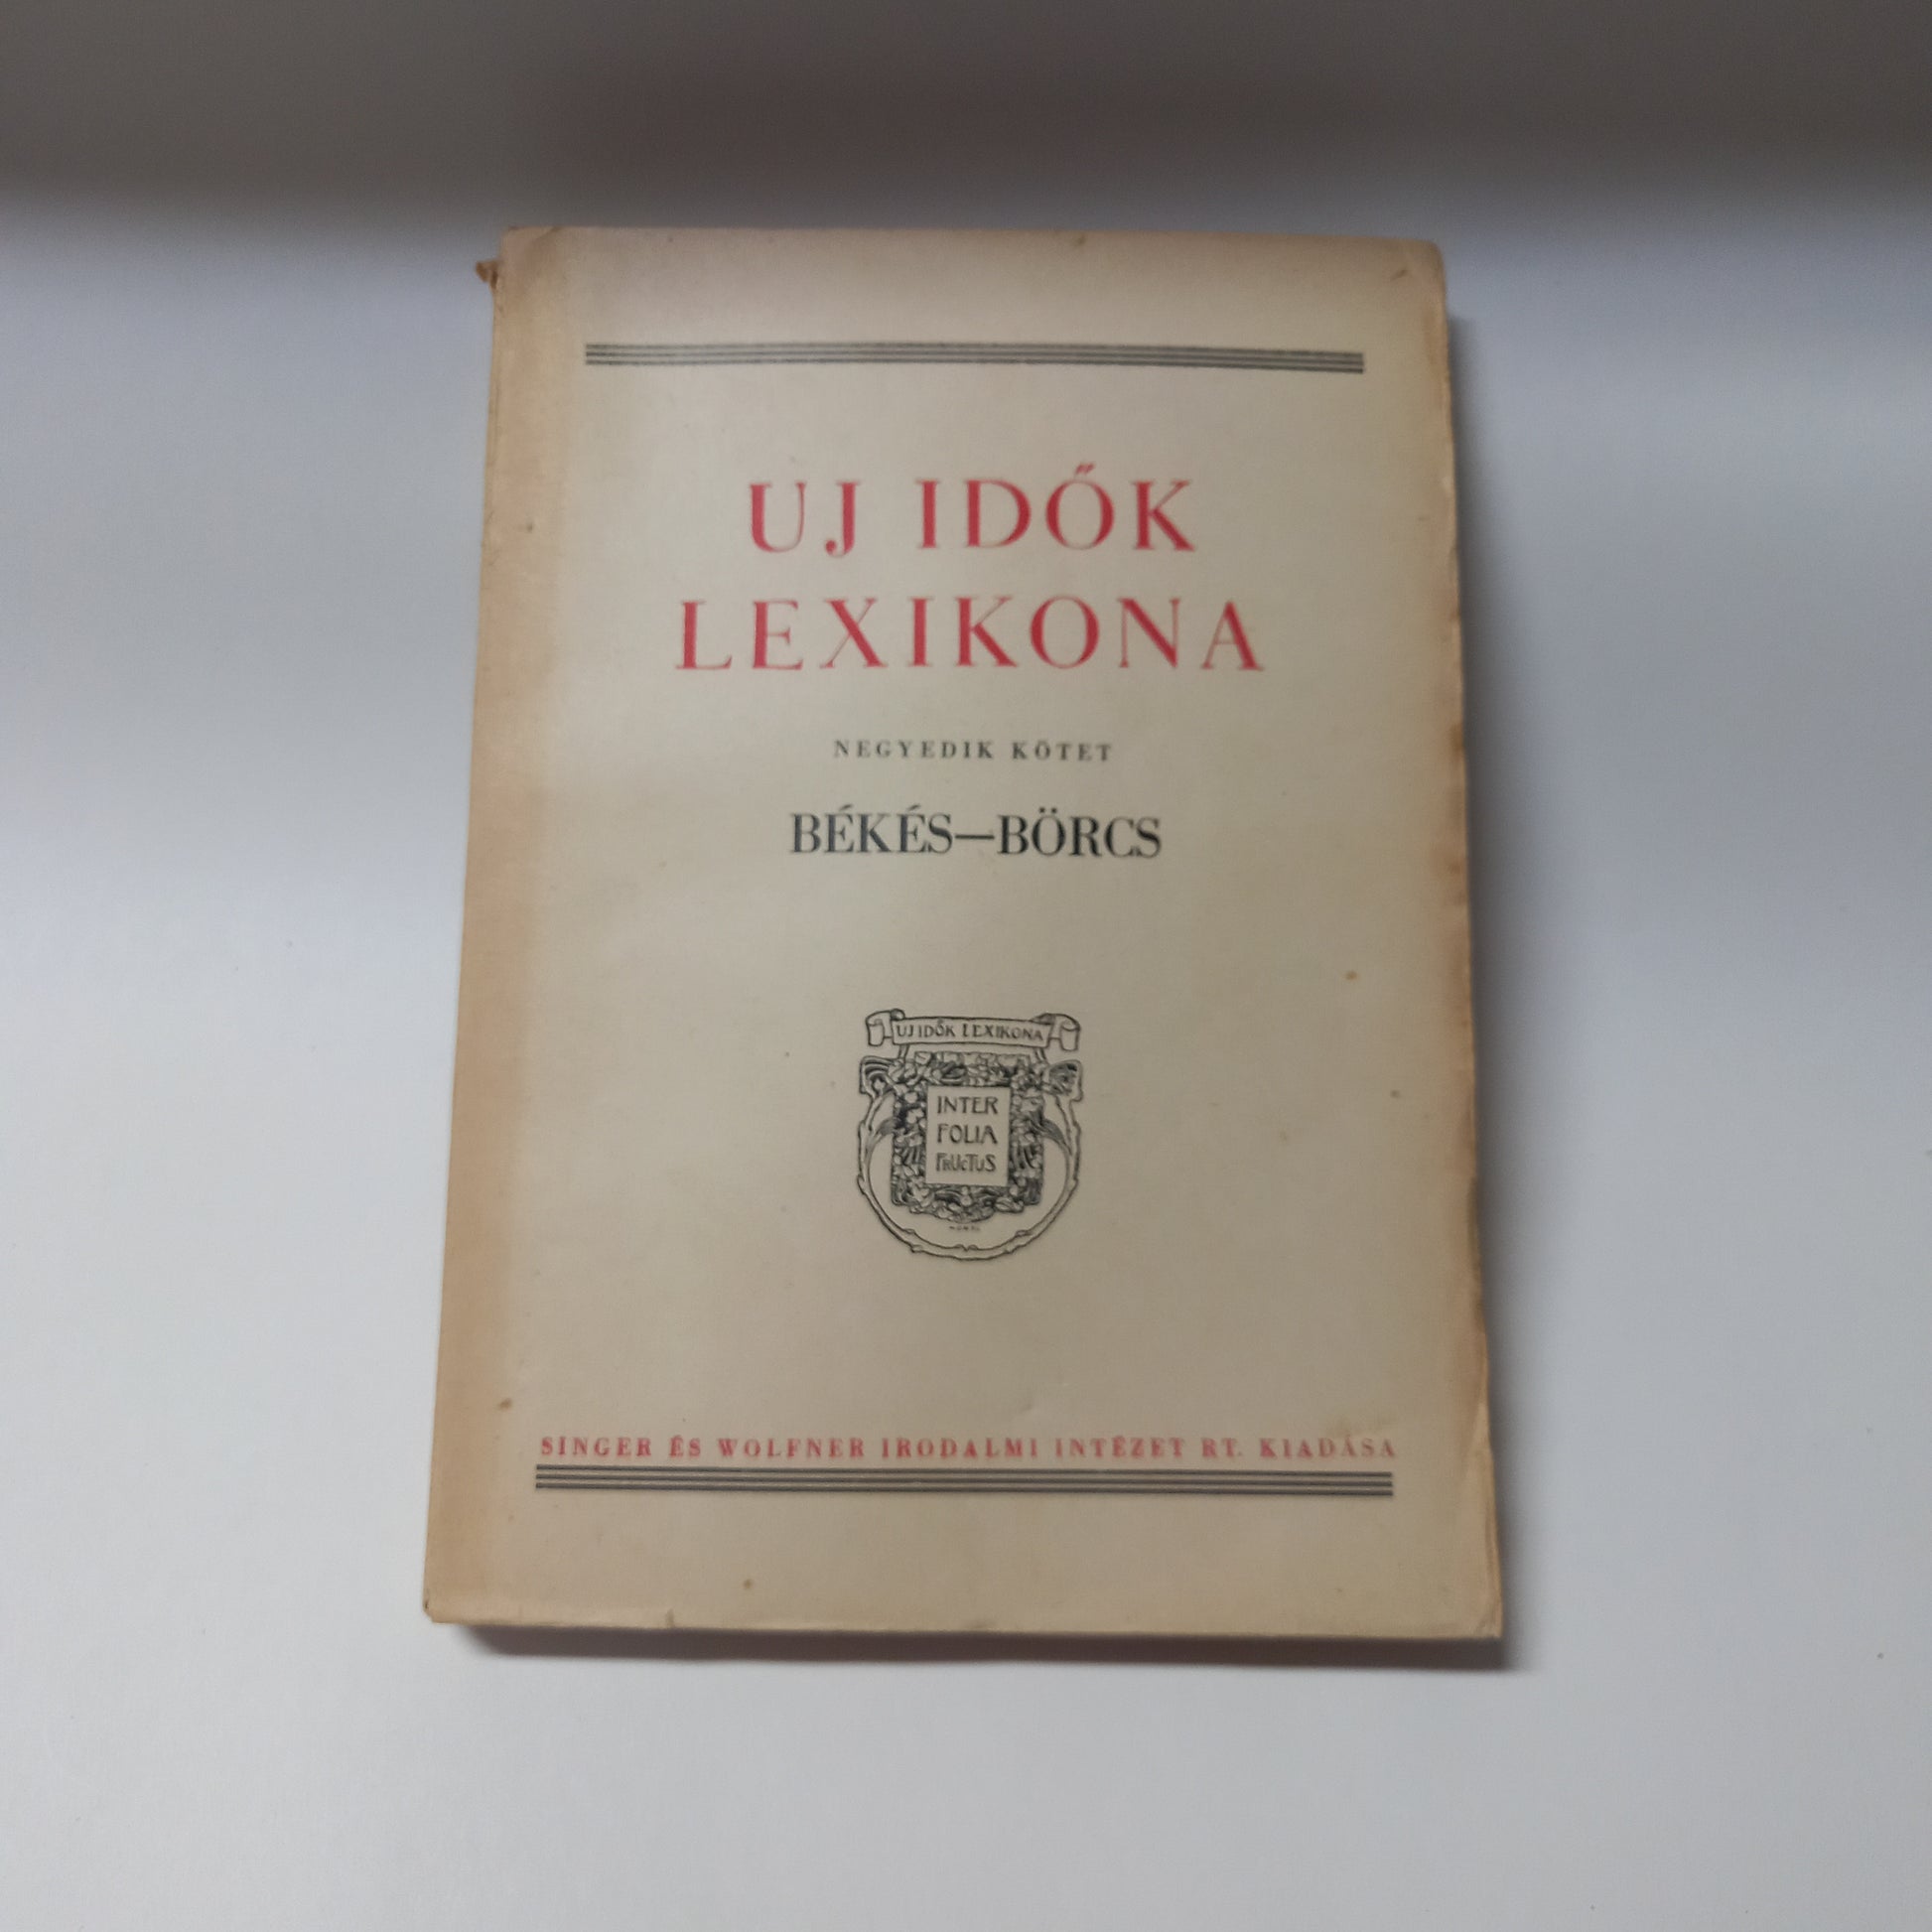 UJ IDŐK
LEXIKONA
NEGYEDIK KÖTET
BÉKÉS—BÖRCS
UJ IDŐK LEXIKONA
INTER
FOLIA
FRUCTUS
SINGER ÉS WOLFNER IRODALMI INTÉZET RT. KIADÁSA